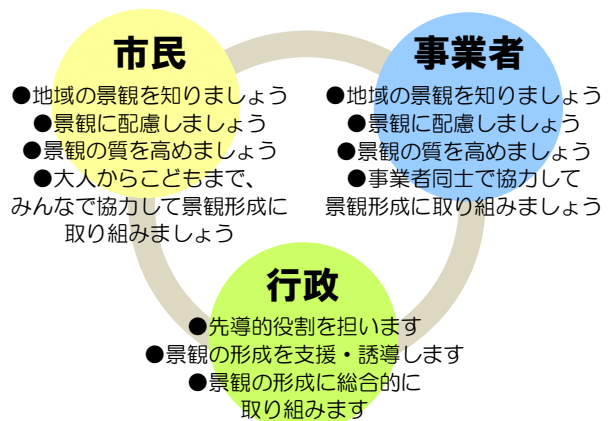 市民
●地域の景観を知りましょう
●景観に配慮しましょう
●景観の質を高めましょう
●大人からこどもまで、
みんなで協力して景観形成に
取り組みましょう
事業者
●地域の景観を知りましょう
●景観に配慮しましょう
●景観の質を高めましょう
●事業者同士で協力して
景観形成に取り組みましょう
行政
●先導的役割を担います
●景観の形成を支援・誘導します
●景観の形成に総合的に
取り組みます